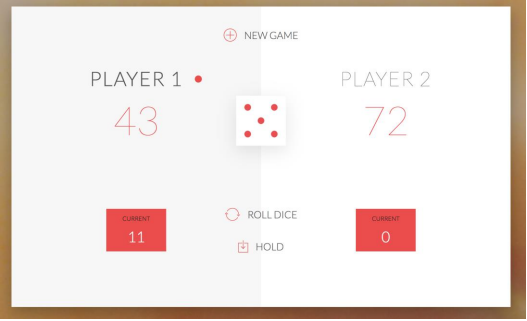 NEW GAME
PLAYER 1
43
PLAYER 2
72
CURRENT
11
ROLL DICE
HOLD
CURRENT
0